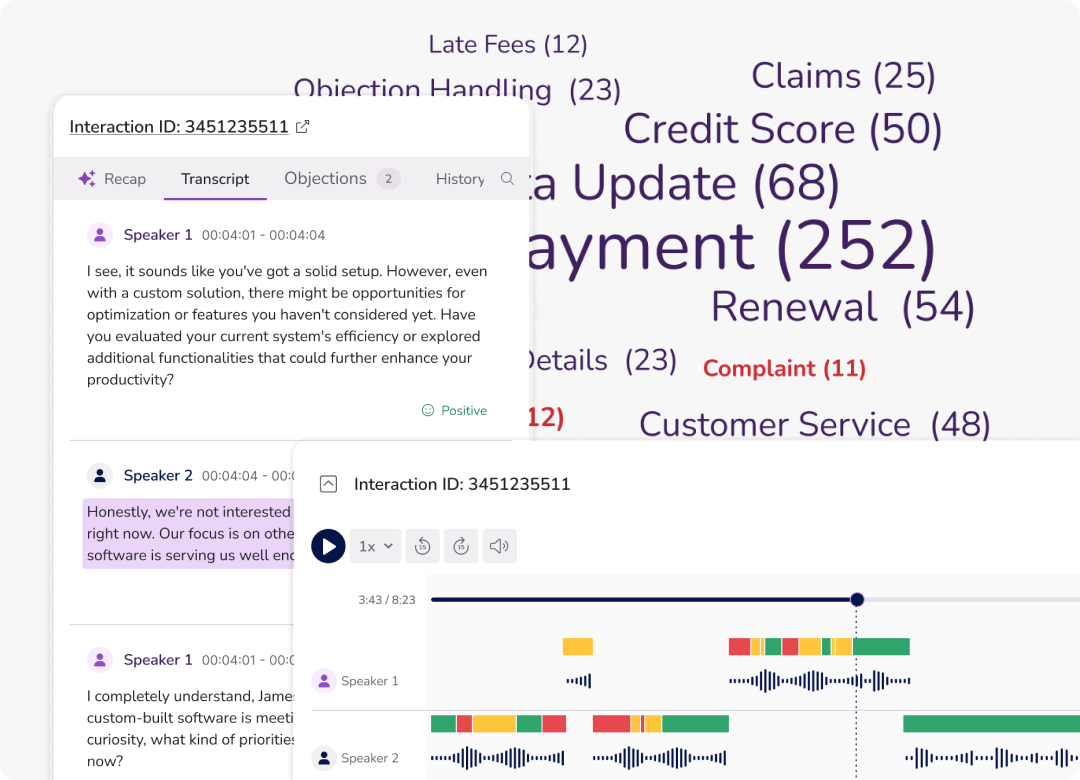 Late Fees (12)
Objection Handling (23)
Claims (25)
Credit Score (50)
Update (68)
ayment (252)
Renewal (54)
Details (23)
Complaint (11)
12)
Customer Service (48)
Interaction ID: 3451235511
Recap
Transcript
Objections 2
History
Speaker 1 00:04:01 - 00:04:04
I see, it sounds like you've got a solid setup. However, even
with a custom solution, there might be opportunities for
optimization or features you haven't considered yet. Have
you evaluated your current system's efficiency or explored
additional functionalities that could further enhance your
productivity?
Positive
Speaker 2 00:04:04 - 00:0
Honestly, we're not interested
right now. Our focus is on othe
software is serving us well eno
Speaker 1 00:04:01 - 00:0
I completely understand, James
custom-built software is meeti
curiosity, what kind of priorities
now?
Interaction ID: 3451235511
1x
15
15
3:43 / 8:23
Speaker 1
Speaker 2